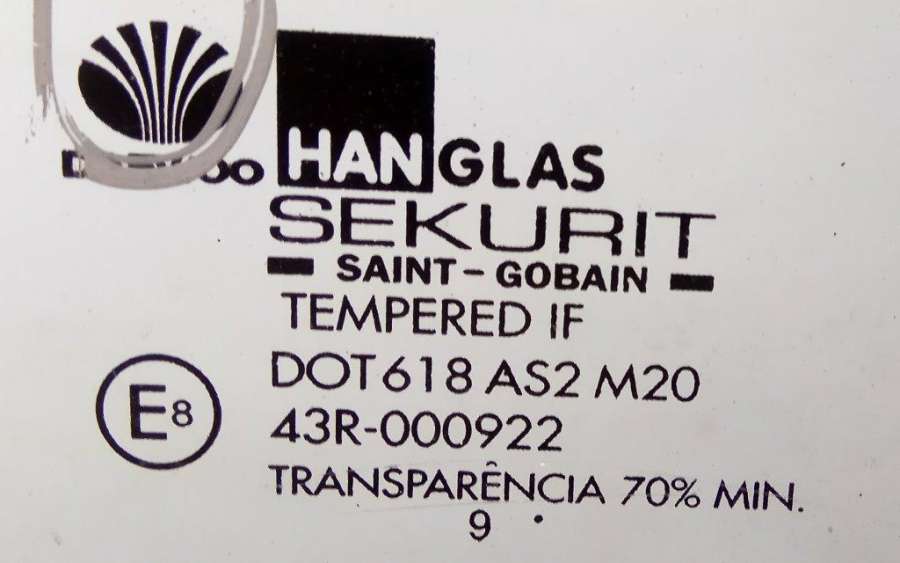 HANGLAS
SEKURIT
SAINT-GOBAIN
TEMPERED IF
DOT618 AS2 M20
E8
43R-000922
TRANSPARÊNCIA 70% MIN.
9 .